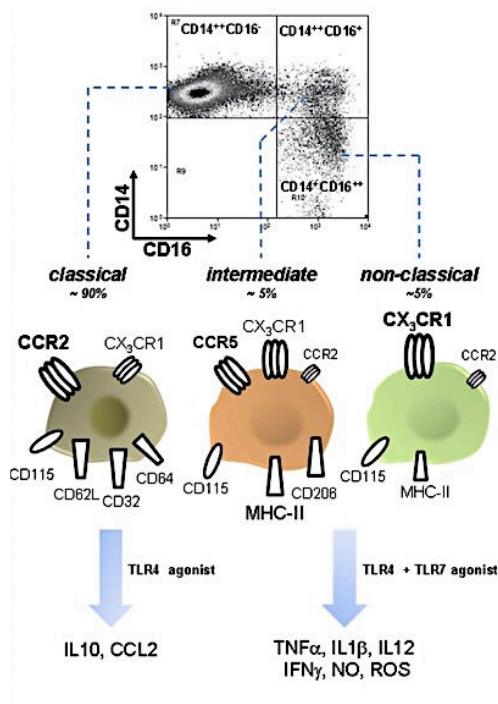 R7 CD14++CD16-
CD14++CD16+
10⁴
10³
10²
10¹
10⁰
R9
CD14+CD16++
R10
10⁰ 10¹ 10² 10³ 10⁴
CD14
CD16
classical
~ 90%
intermediate
~ 5%
non-classical
~5%
CCR2
CX₃CR1
CD115
CD62L
CD32
CD64
CCR5
CX₃CR1
CCR2
CD115
MHC-II
CD206
CX₃CR1
CCR2
CD115
MHC-II
TLR4 agonist
TLR4 + TLR7 agonist
IL10, CCL2
TNFα, IL1β, IL12
IFNγ, NO, ROS